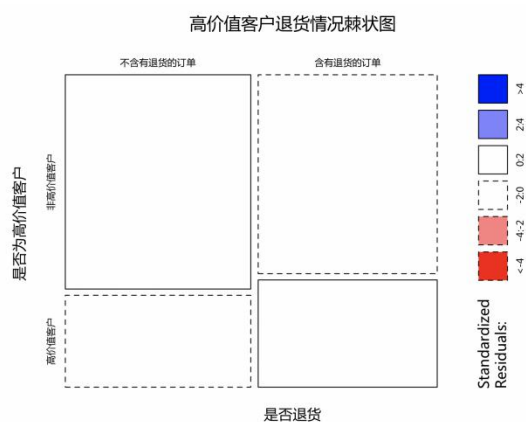 高价值客户退货情况棘状图
不含有退货的订单
含有退货的订单
是否为高价值客户
非高价值客户
高价值客户
是否退货
Standardized
Residuals:
<-4
-4:-2
-2:0
0:2
2:4
>4